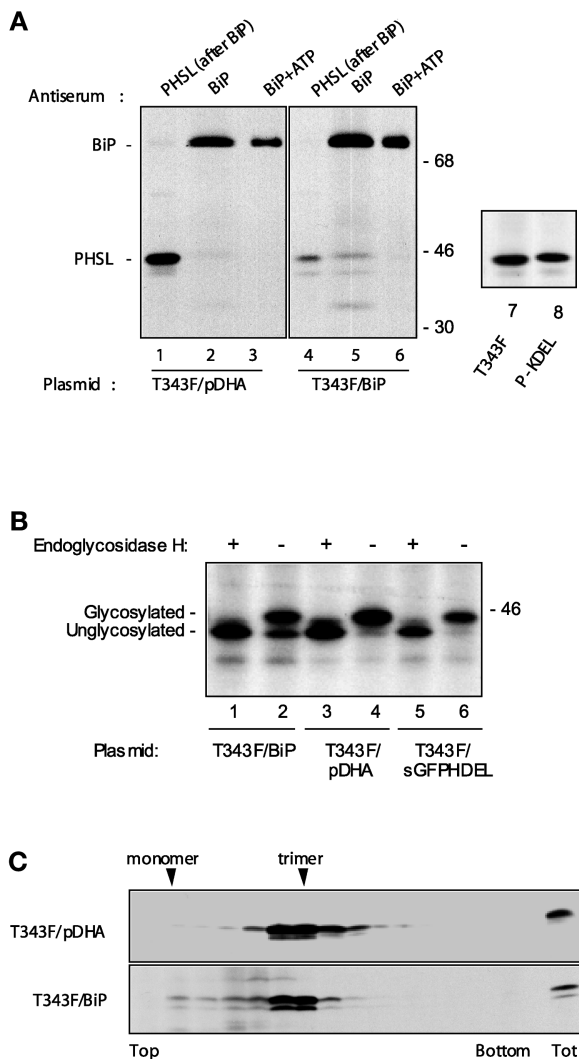 A
PHSL (after BiP) BiP BiP+ATP PHSL (after BiP) BiP BiP+ATP
Antiserum :
BiP -
- 68
PHSL -
- 46
- 30
1 2 3 4 5 6
7 8
Plasmid : T343F/pDHA T343F/BiP
T343F P-KDEL
B
Endoglycosidase H: + - + - + -
Glycosylated - - 46
Unglycosylated -
1 2 3 4 5 6
Plasmid: T343F/BiP T343F/ T343F/
pDHA sGFPHDEL
C
monomer trimer
T343F/pDHA
T343F/BiP
Top Bottom Tot